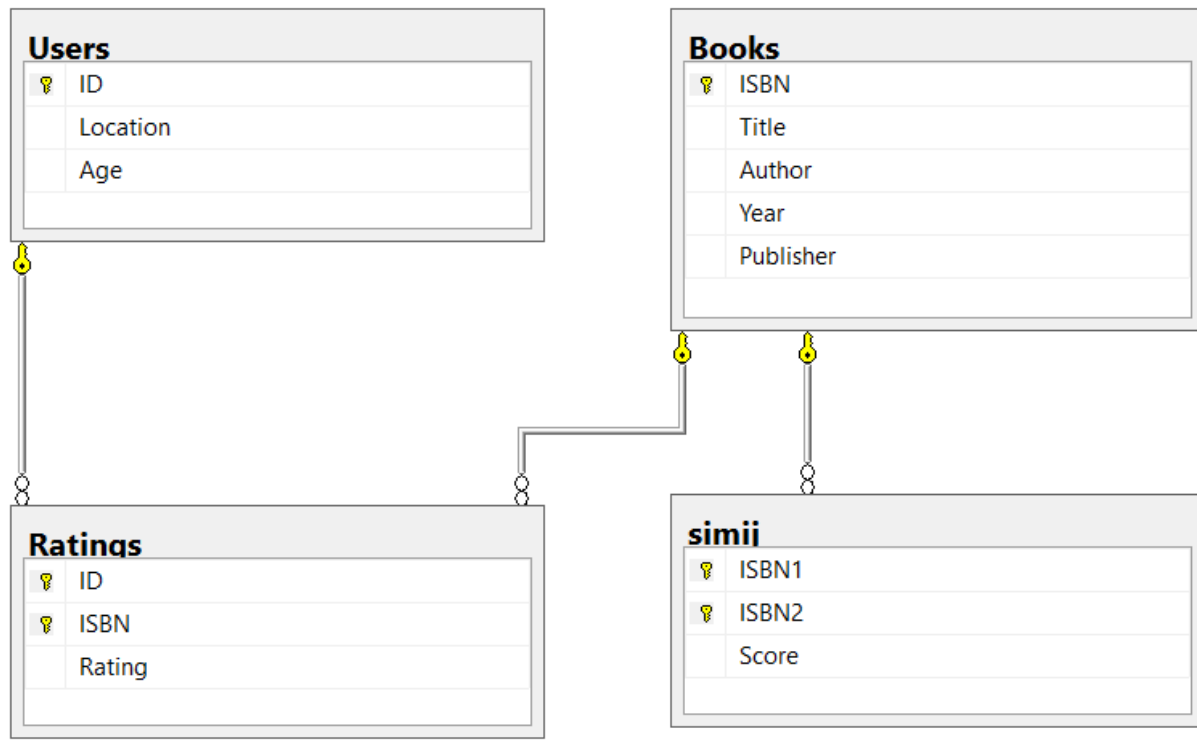 Users
ID
Location
Age
Books
ISBN
Title
Author
Year
Publisher
Ratings
ID
ISBN
Rating
simij
ISBN1
ISBN2
Score